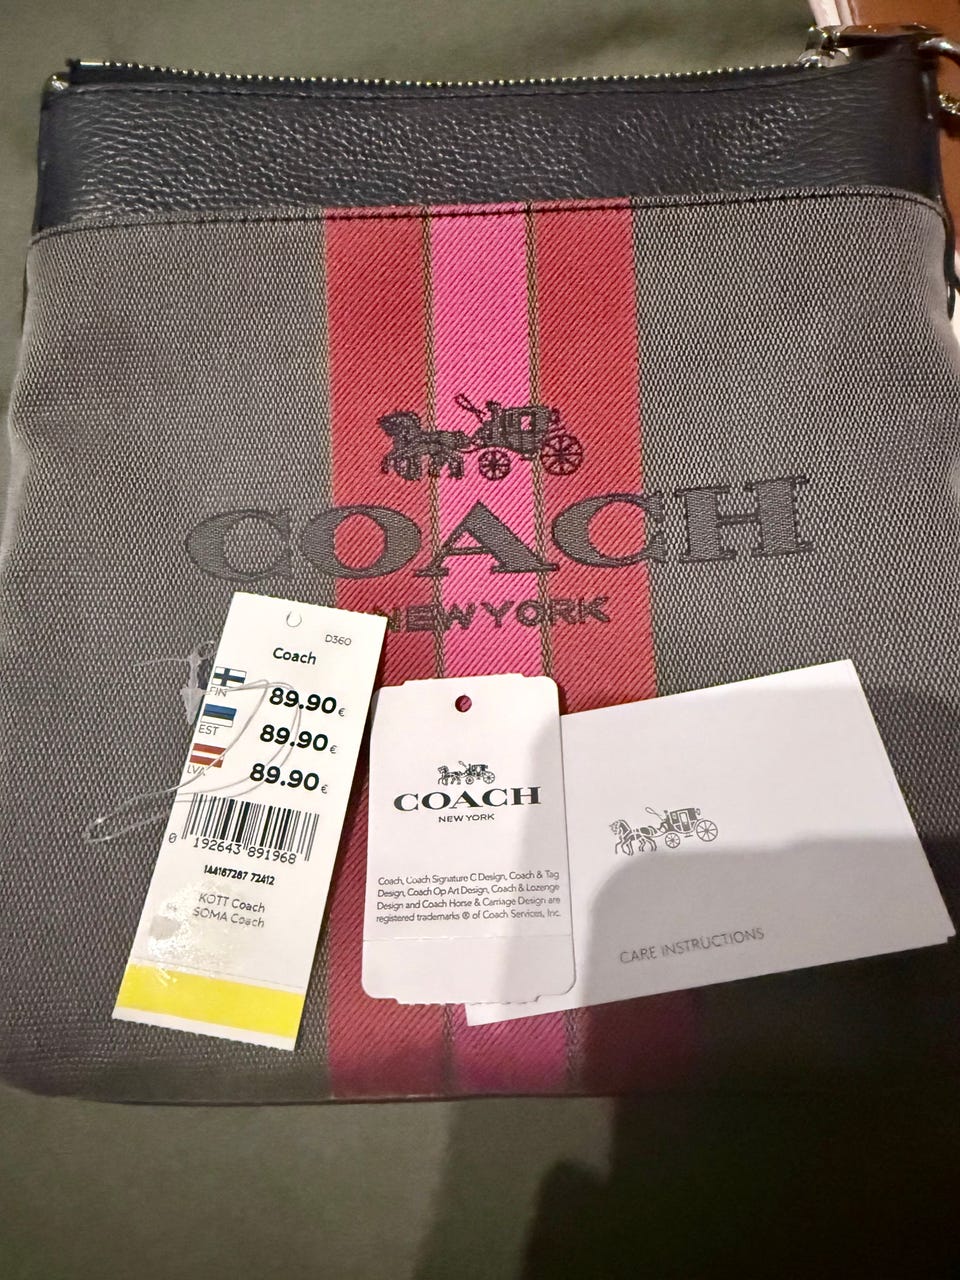 COACH
NEW YORK
D360
Coach
FIN 89.90€
EST 89.90€
LVA 89.90€
0 192643 891968
144167287 72412
KOTT Coach
SOMA Coach
COACH
NEW YORK
Coach, Coach Signature C Design, Coach & Tag
Design, Coach Op Art Design, Coach & Lozenge
Design and Coach Horse & Carriage Design are
registered trademarks ® of Coach Services, Inc.
CARE INSTRUCTIONS